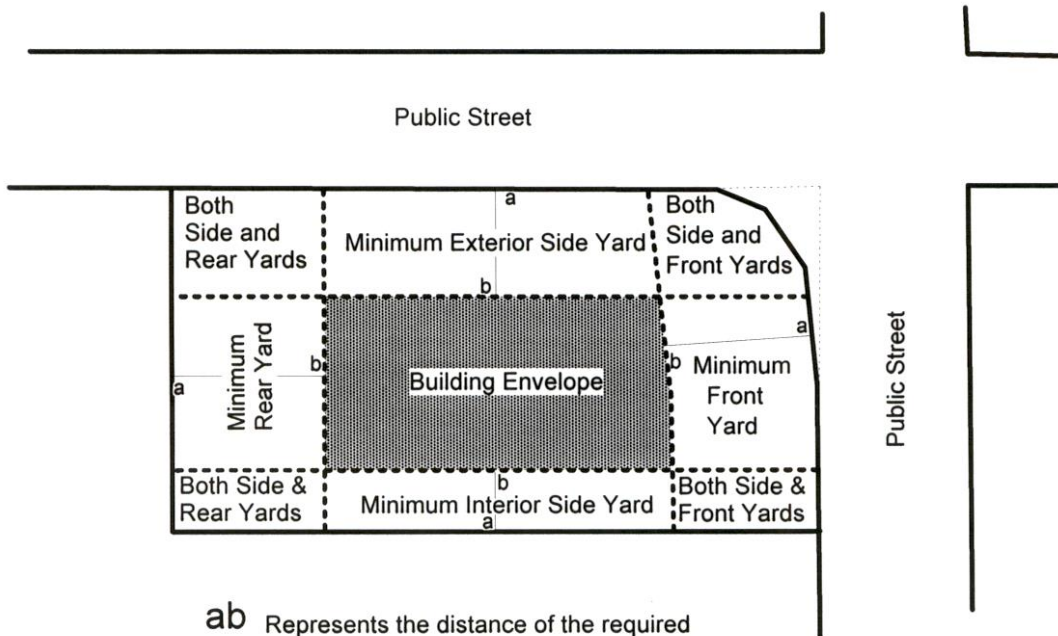 Public Street
Both
Side and
Rear Yards
a
Minimum Exterior Side Yard
b
Both
Side and
Front Yards
Minimum
Rear Yard
a
b
Building Envelope
a
b
Minimum
Front
Yard
Public Street
Both Side &
Rear Yards
b
Minimum Interior Side Yard
a
Both Side &
Front Yards
ab Represents the distance of the required